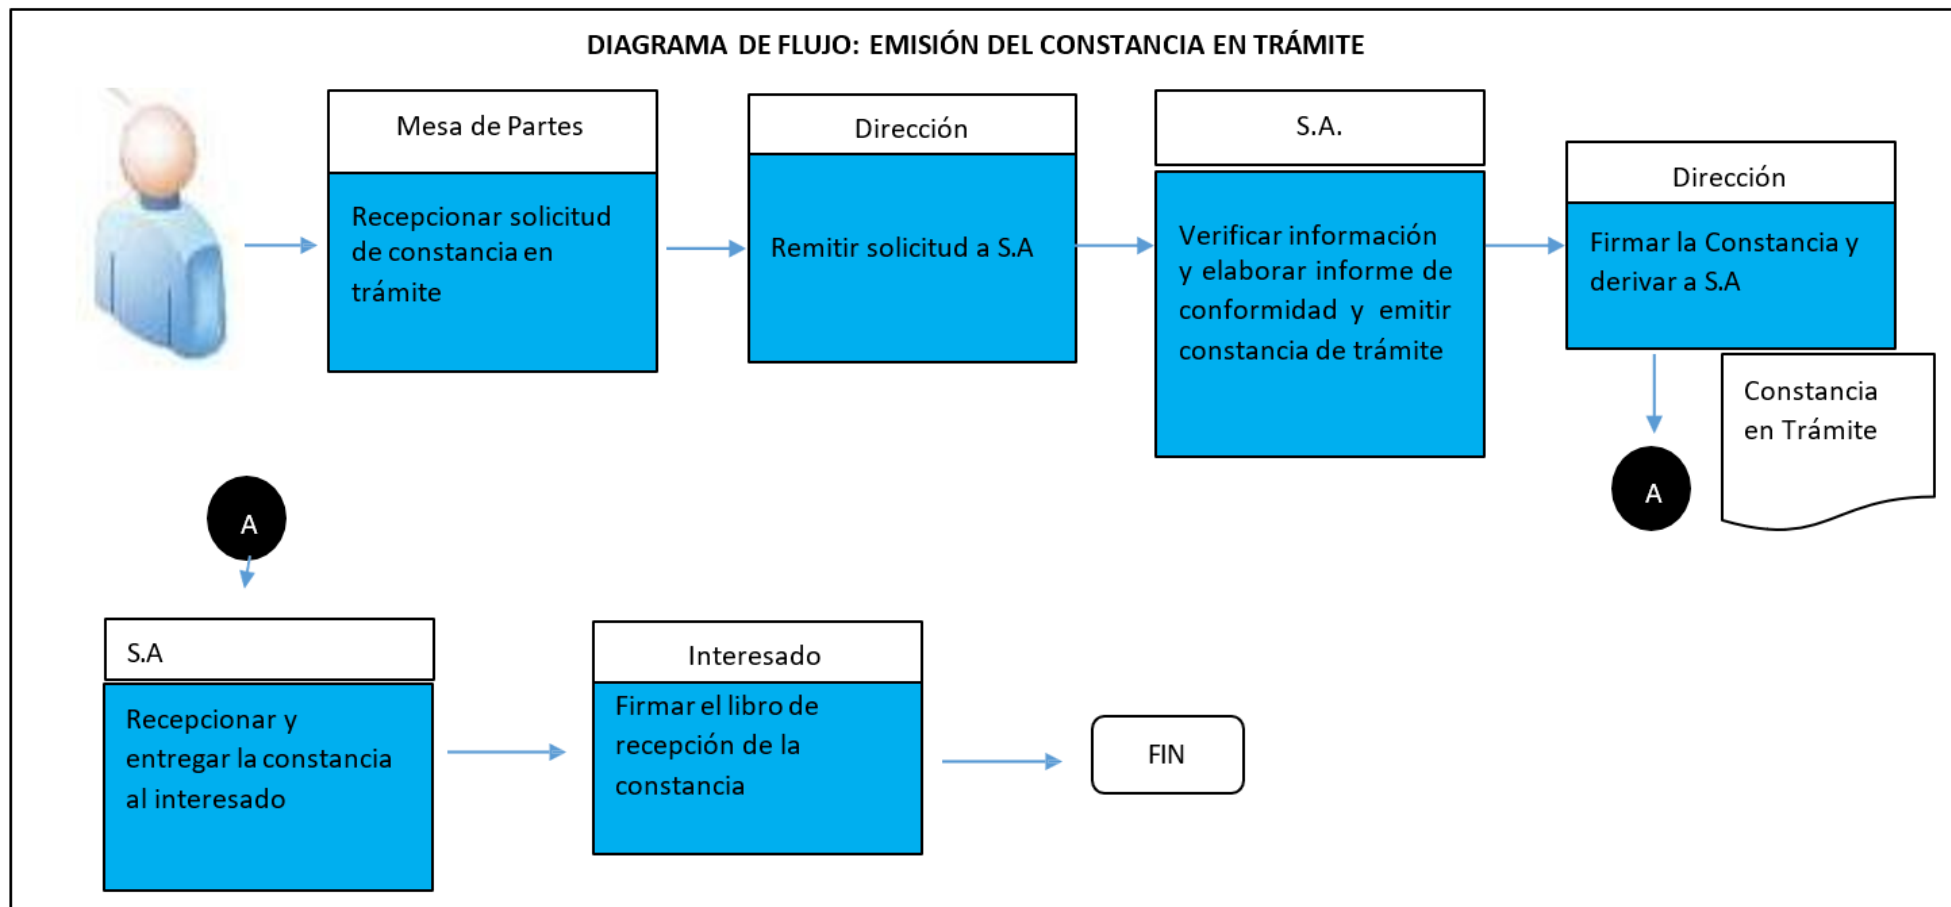 DIAGRAMA DE FLUJO: EMISIÓN DEL CONSTANCIA EN TRÁMITE
Mesa de Partes
Recepcionar solicitud
de constancia en
trámite
Dirección
Remitir solicitud a S.A
S.A.
Verificar información
y elaborar informe de
conformidad y emitir
constancia de trámite
Dirección
Firmar la Constancia y
derivar a S.A
Constancia
en Trámite
A
A
S.A
Recepcionar y
entregar la constancia
al interesado
Interesado
Firmar el libro de
recepción de la
constancia
FIN